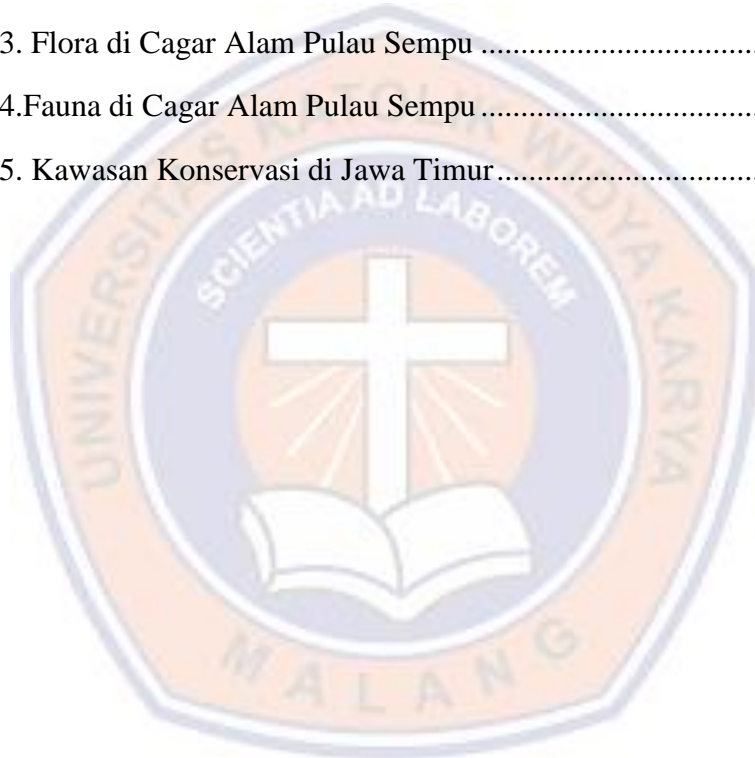 3. Flora di Cagar Alam Pulau Sempu ................................
4.Fauna di Cagar Alam Pulau Sempu ................................
5. Kawasan Konservasi di Jawa Timur ................................
UNIVERSITAS KATOLIK WIDYA KARYA
SCIENTIA AD LABOREM
MALANG